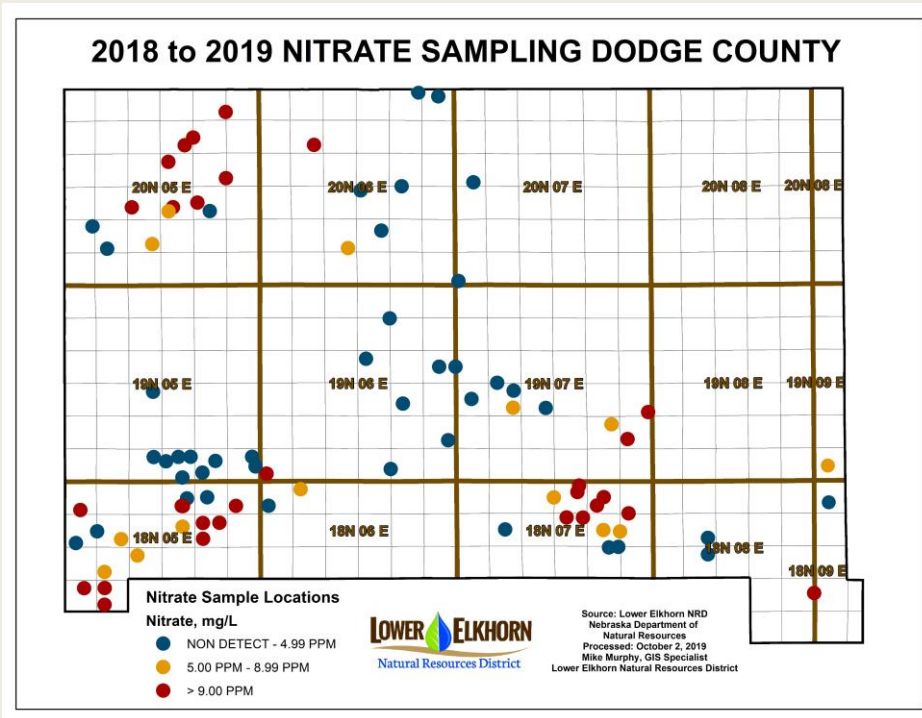 2018 to 2019 NITRATE SAMPLING DODGE COUNTY
20N 05 E
20N 06 E
20N 07 E
20N 08 E
20N 08 E
19N 05 E
19N 06 E
19N 07 E
19N 08 E
19N 09 E
18N 05 E
18N 06 E
18N 07 E
18N 08 E
18N 09 E
Nitrate Sample Locations
Nitrate, mg/L
NON DETECT - 4.99 PPM
5.00 PPM - 8.99 PPM
> 9.00 PPM
LOWER ELKHORN
Natural Resources District
Source: Lower Elkhorn NRD
Nebraska Department of
Natural Resources
Processed: October 2, 2019
Mike Murphy, GIS Specialist
Lower Elkhorn Natural Resources District